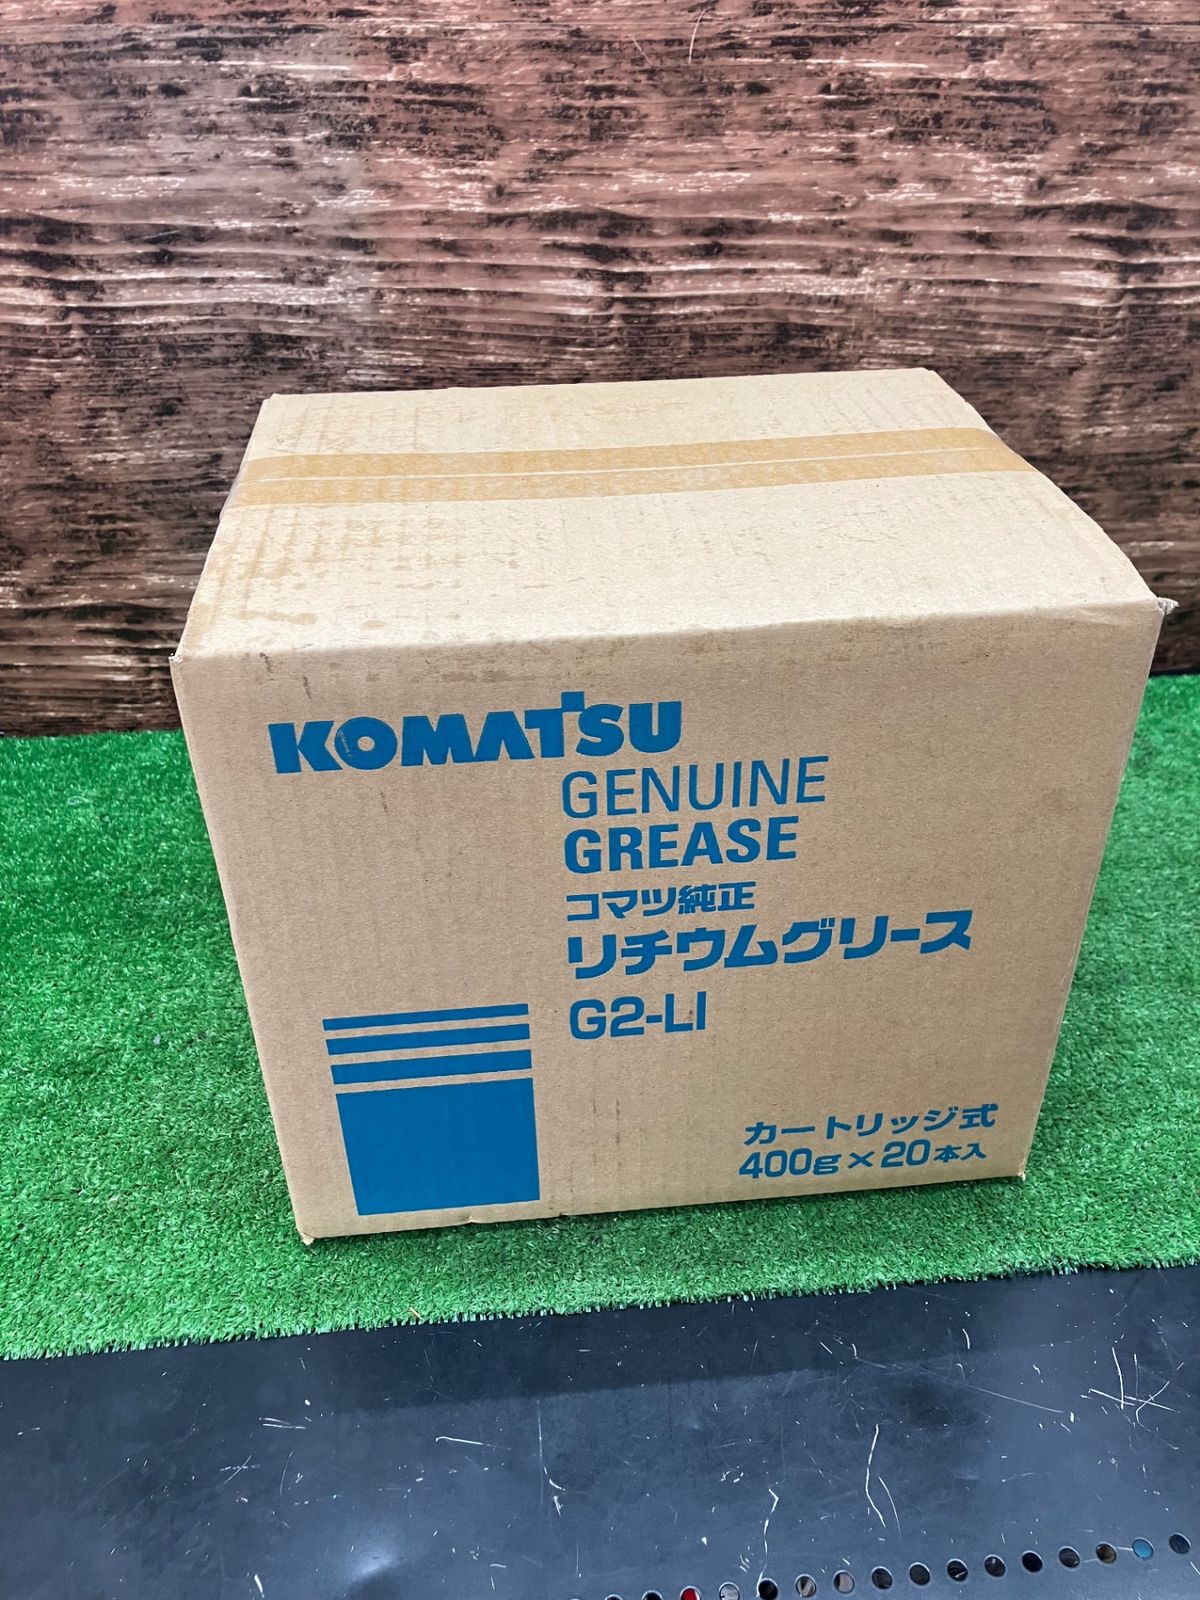 KOMATSU
GENUINE
GREASE
コマツ純正
リチウムグリース
G2-LI
カートリッジ式
400g×20本入